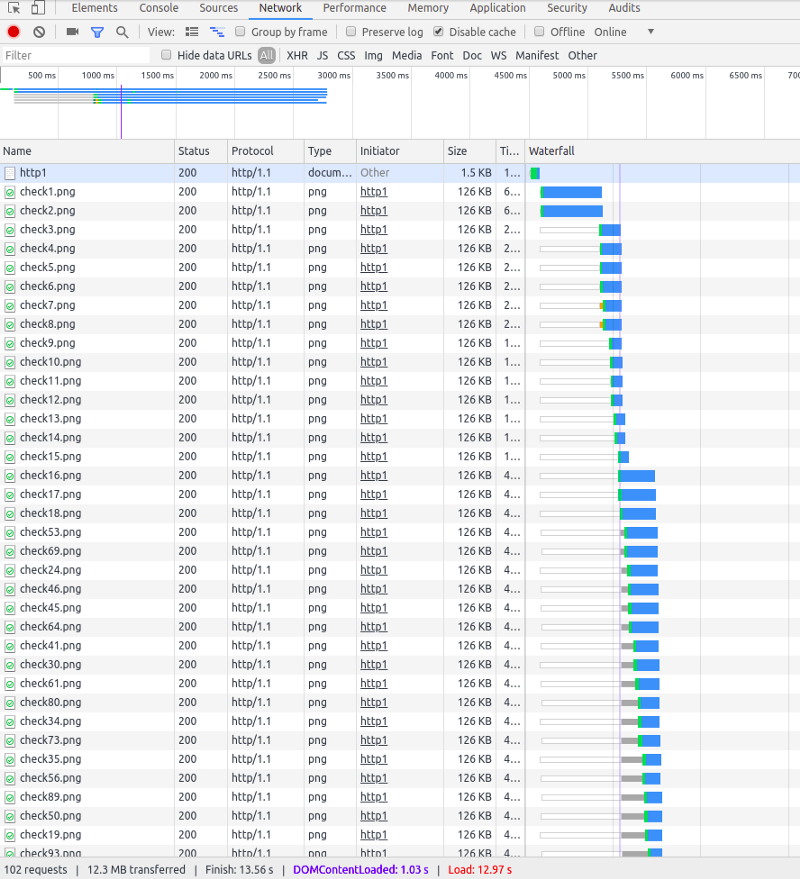 Elements Console Sources Network Performance Memory Application Security Audits
View: Group by frame Preserve log Disable cache Offline Online
Filter Hide data URLs All XHR JS CSS Img Media Font Doc WS Manifest Other
500 ms 1000 ms 1500 ms 2000 ms 2500 ms 3000 ms 3500 ms 4000 ms 4500 ms 5000 ms 5500 ms 6000 ms 6500 ms 70
Name Status Protocol Type Initiator Size Ti... Waterfall
http1 200 http/1.1 docum... Other 1.5 KB 1...
check1.png 200 http/1.1 png http1 126 KB 6...
check2.png 200 http/1.1 png http1 126 KB 6...
check3.png 200 http/1.1 png http1 126 KB 2...
check4.png 200 http/1.1 png http1 126 KB 2...
check5.png 200 http/1.1 png http1 126 KB 2...
check6.png 200 http/1.1 png http1 126 KB 2...
check7.png 200 http/1.1 png http1 126 KB 2...
check8.png 200 http/1.1 png http1 126 KB 2...
check9.png 200 http/1.1 png http1 126 KB 1...
check10.png 200 http/1.1 png http1 126 KB 1...
check11.png 200 http/1.1 png http1 126 KB 1...
check12.png 200 http/1.1 png http1 126 KB 1...
check13.png 200 http/1.1 png http1 126 KB 1...
check14.png 200 http/1.1 png http1 126 KB 1...
check15.png 200 http/1.1 png http1 126 KB 1...
check16.png 200 http/1.1 png http1 126 KB 4...
check17.png 200 http/1.1 png http1 126 KB 4...
check18.png 200 http/1.1 png http1 126 KB 4...
check53.png 200 http/1.1 png http1 126 KB 4...
check69.png 200 http/1.1 png http1 126 KB 4...
check24.png 200 http/1.1 png http1 126 KB 4...
check46.png 200 http/1.1 png http1 126 KB 4...
check45.png 200 http/1.1 png http1 126 KB 4...
check64.png 200 http/1.1 png http1 126 KB 4...
check41.png 200 http/1.1 png http1 126 KB 4...
check30.png 200 http/1.1 png http1 126 KB 4...
check61.png 200 http/1.1 png http1 126 KB 4...
check80.png 200 http/1.1 png http1 126 KB 4...
check34.png 200 http/1.1 png http1 126 KB 4...
check73.png 200 http/1.1 png http1 126 KB 4...
check35.png 200 http/1.1 png http1 126 KB 4...
check56.png 200 http/1.1 png http1 126 KB 4...
check89.png 200 http/1.1 png http1 126 KB 4...
check50.png 200 http/1.1 png http1 126 KB 4...
check19.png 200 http/1.1 png http1 126 KB 4...
check93.png 200 http/1.1 png http1 126 KB 4...
102 requests | 12.3 MB transferred | Finish: 13.56 s | DOMContentLoaded: 1.03 s | Load: 12.97 s